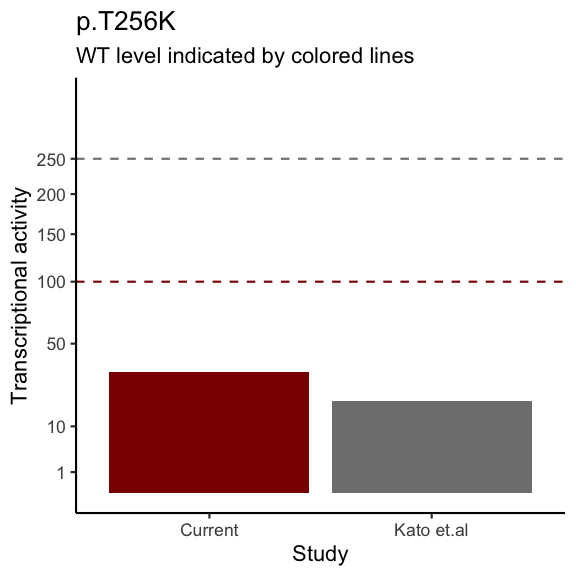 p.T256K
WT level indicated by colored lines
Transcriptional activity
250
200
150
100
50
10
1
Current
Kato et.al
Study